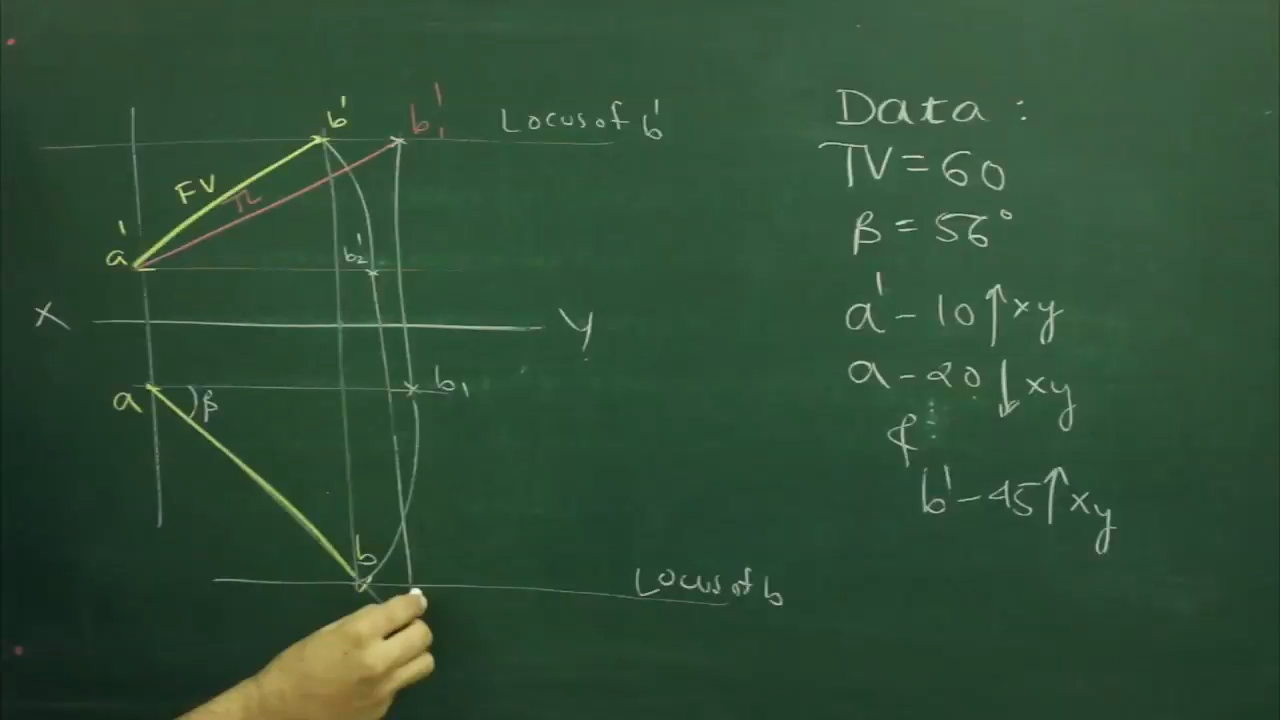 b'
b'₁
Locus of b'
FV
TL
a'
b'₂
X
Y
a
β
b₁
b
Locus of b
Data :
TV = 60
β = 56°
a' - 10 ↑ xy
a - 20 ↓ xy
&
b' - 45 ↑ xy